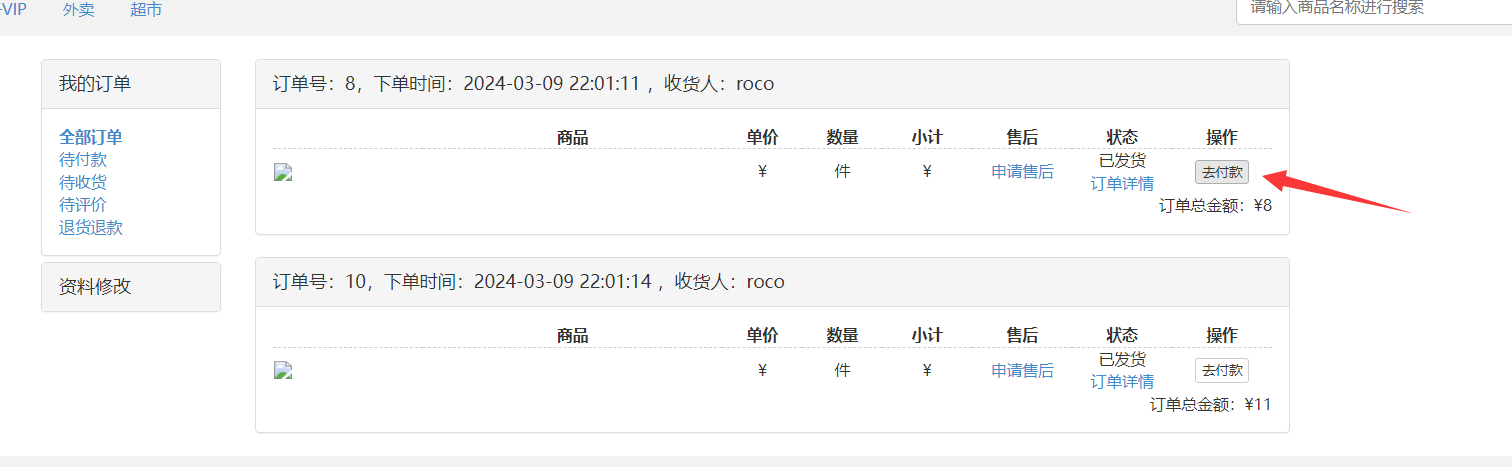 -VIP 外卖 超市 请输入商品名称进行搜索
我的订单
全部订单
待付款
待收货
待评价
退货退款
资料修改
订单号：8，下单时间：2024-03-09 22:01:11 ，收货人：roco
商品 单价 数量 小计 售后 状态 操作
¥ 件 ¥ 申请售后 已发货 去付款
订单详情
订单总金额：¥8
订单号：10，下单时间：2024-03-09 22:01:14 ，收货人：roco
商品 单价 数量 小计 售后 状态 操作
¥ 件 ¥ 申请售后 已发货 去付款
订单详情
订单总金额：¥11